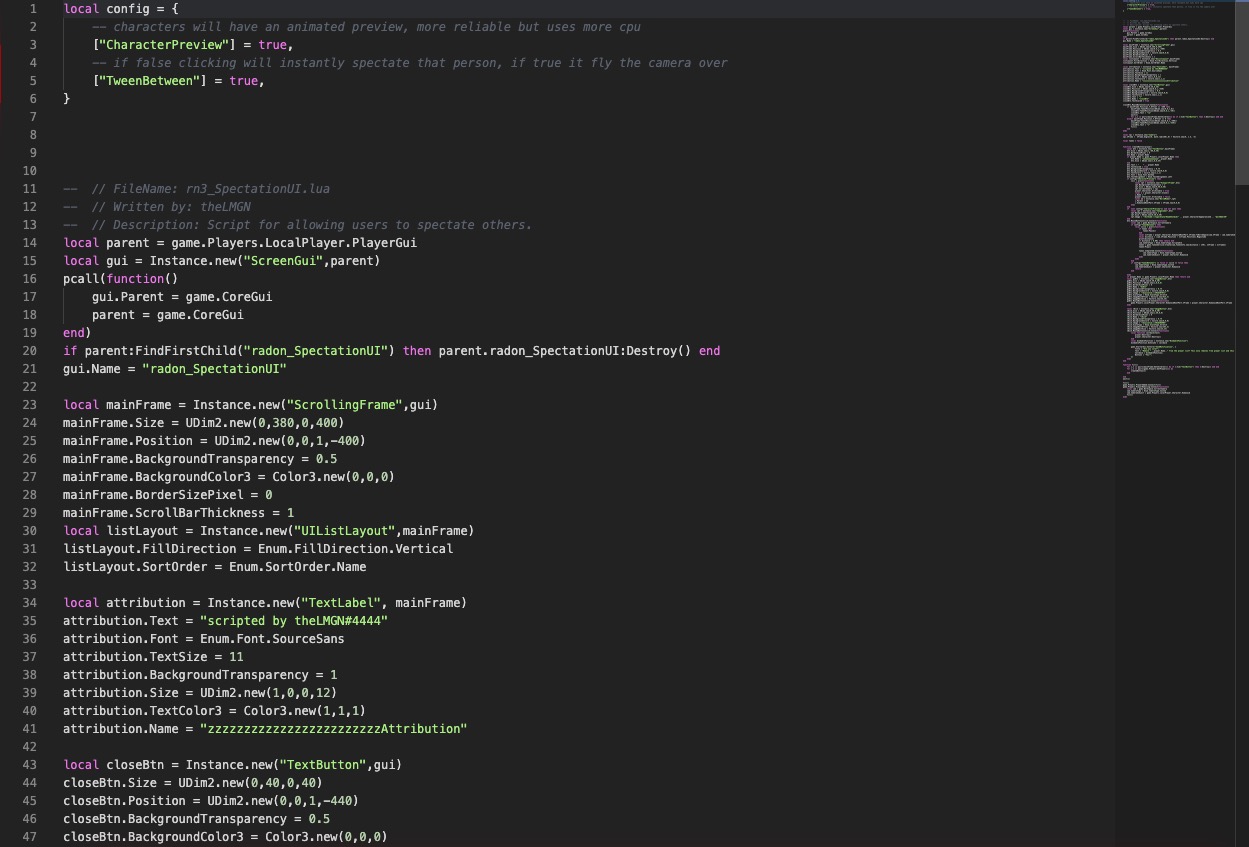 1 local config = {
2 -- characters will have an animated preview, more reliable but uses more cpu
3 ["CharacterPreview"] = true,
4 -- if false clicking will instantly spectate that person, if true it fly the camera over
5 ["TweenBetween"] = true,
6 }
7
8
9
10
11 --  // FileName: rn3_SpectationUI.lua
12 --  // Written by: theLMGN
13 --  // Description: Script for allowing users to spectate others.
14 local parent = game.Players.LocalPlayer.PlayerGui
15 local gui = Instance.new("ScreenGui",parent)
16 pcall(function()
17 gui.Parent = game.CoreGui
18 parent = game.CoreGui
19 end)
20 if parent:FindFirstChild("radon_SpectationUI") then parent.radon_SpectationUI:Destroy() end
21 gui.Name = "radon_SpectationUI"
22
23 local mainFrame = Instance.new("ScrollingFrame",gui)
24 mainFrame.Size = UDim2.new(0,380,0,400)
25 mainFrame.Position = UDim2.new(0,0,1,-400)
26 mainFrame.BackgroundTransparency = 0.5
27 mainFrame.BackgroundColor3 = Color3.new(0,0,0)
28 mainFrame.BorderSizePixel = 0
29 mainFrame.ScrollBarThickness = 1
30 local listLayout = Instance.new("UIListLayout",mainFrame)
31 listLayout.FillDirection = Enum.FillDirection.Vertical
32 listLayout.SortOrder = Enum.SortOrder.Name
33
34 local attribution = Instance.new("TextLabel", mainFrame)
35 attribution.Text = "scripted by theLMGN#4444"
36 attribution.Font = Enum.Font.SourceSans
37 attribution.TextSize = 11
38 attribution.BackgroundTransparency = 1
39 attribution.Size = UDim2.new(1,0,0,12)
40 attribution.TextColor3 = Color3.new(1,1,1)
41 attribution.Name = "zzzzzzzzzzzzzzzzzzzzzzzzAttribution"
42
43 local closeBtn = Instance.new("TextButton",gui)
44 closeBtn.Size = UDim2.new(0,40,0,40)
45 closeBtn.Position = UDim2.new(0,0,1,-440)
46 closeBtn.BackgroundTransparency = 0.5
47 closeBtn.BackgroundColor3 = Color3.new(0,0,0)